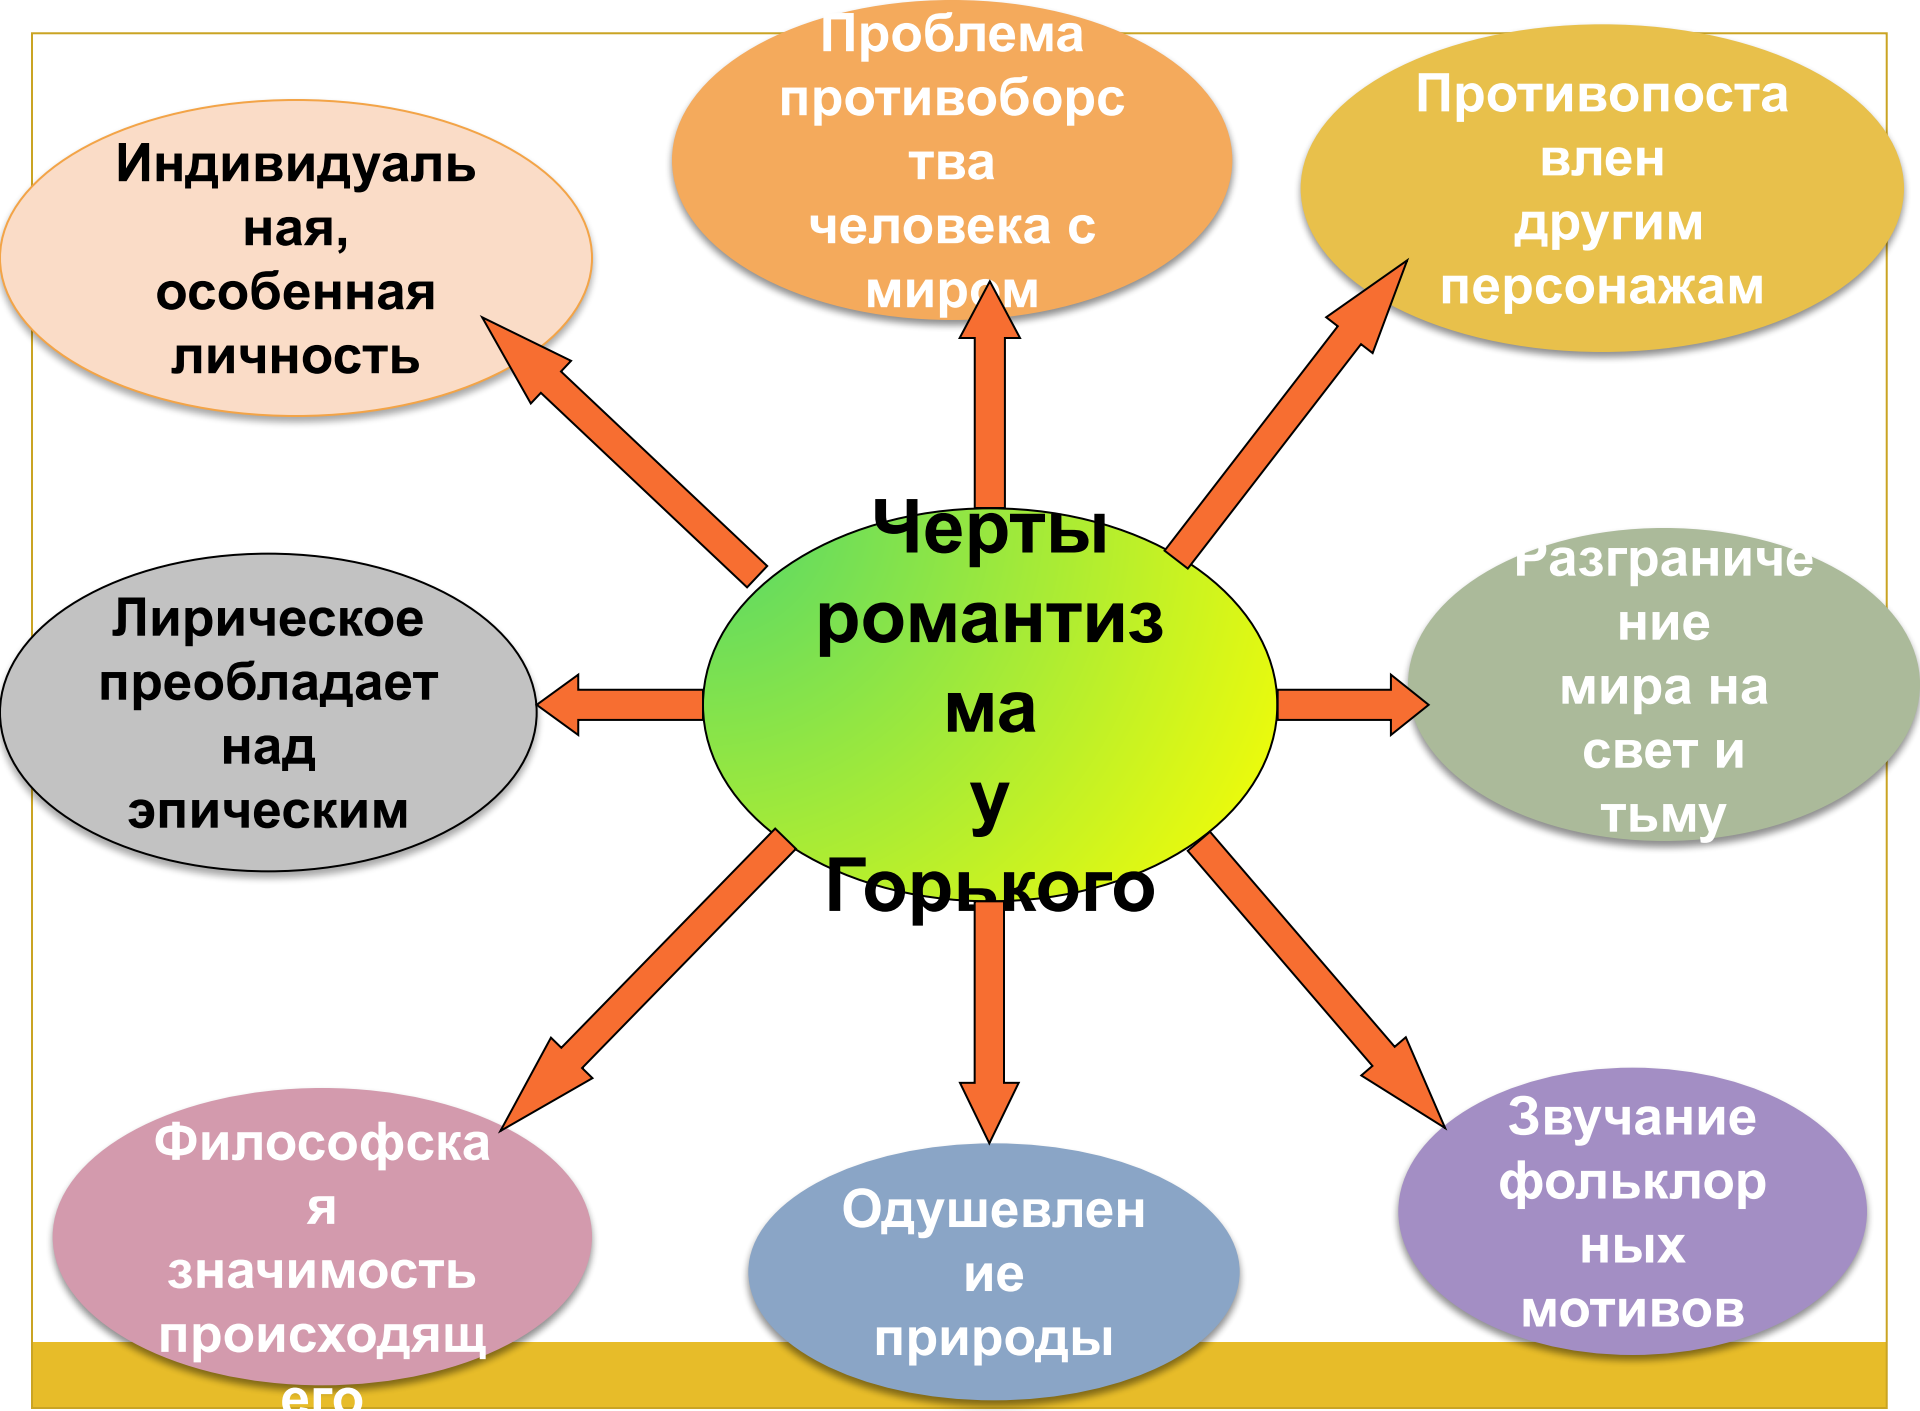 Проблема
противоборс
тва
человека с
миром
Противопоста
влен
другим
персонажам
Индивидуаль
ная,
особенная
личность
Черты
романтиз
ма
у
Горького
Разграниче
ние
мира на
свет и
тьму
Лирическое
преобладает
над
эпическим
Философска
я
значимость
происходящ
его
Одушевлен
ие
природы
Звучание
фольклор
ных
мотивов